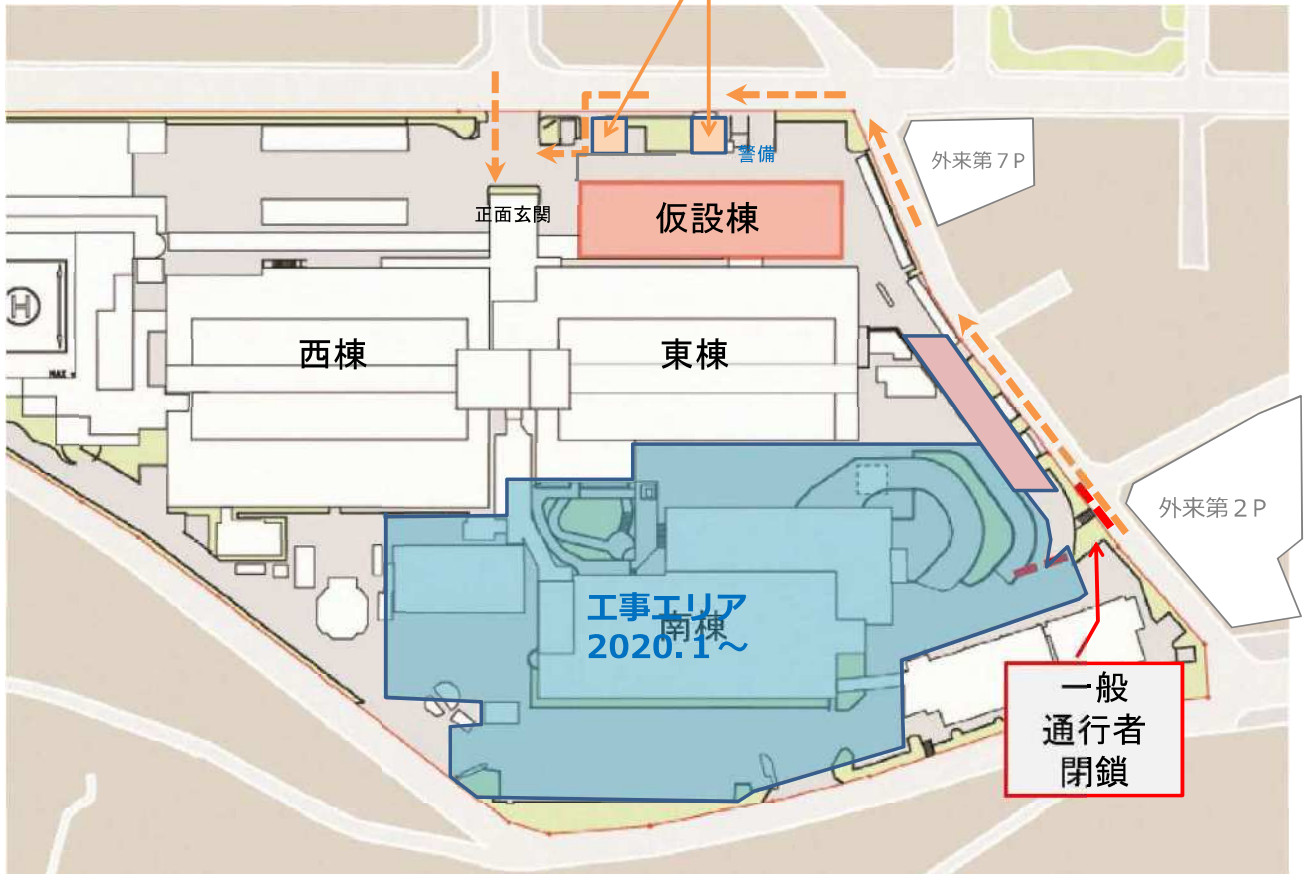 外来第７P
警備
正面玄関
仮設棟
西棟
東棟
H
MAX
外来第２P
工事エリア
南棟
2020.1～
一般
通行者
閉鎖